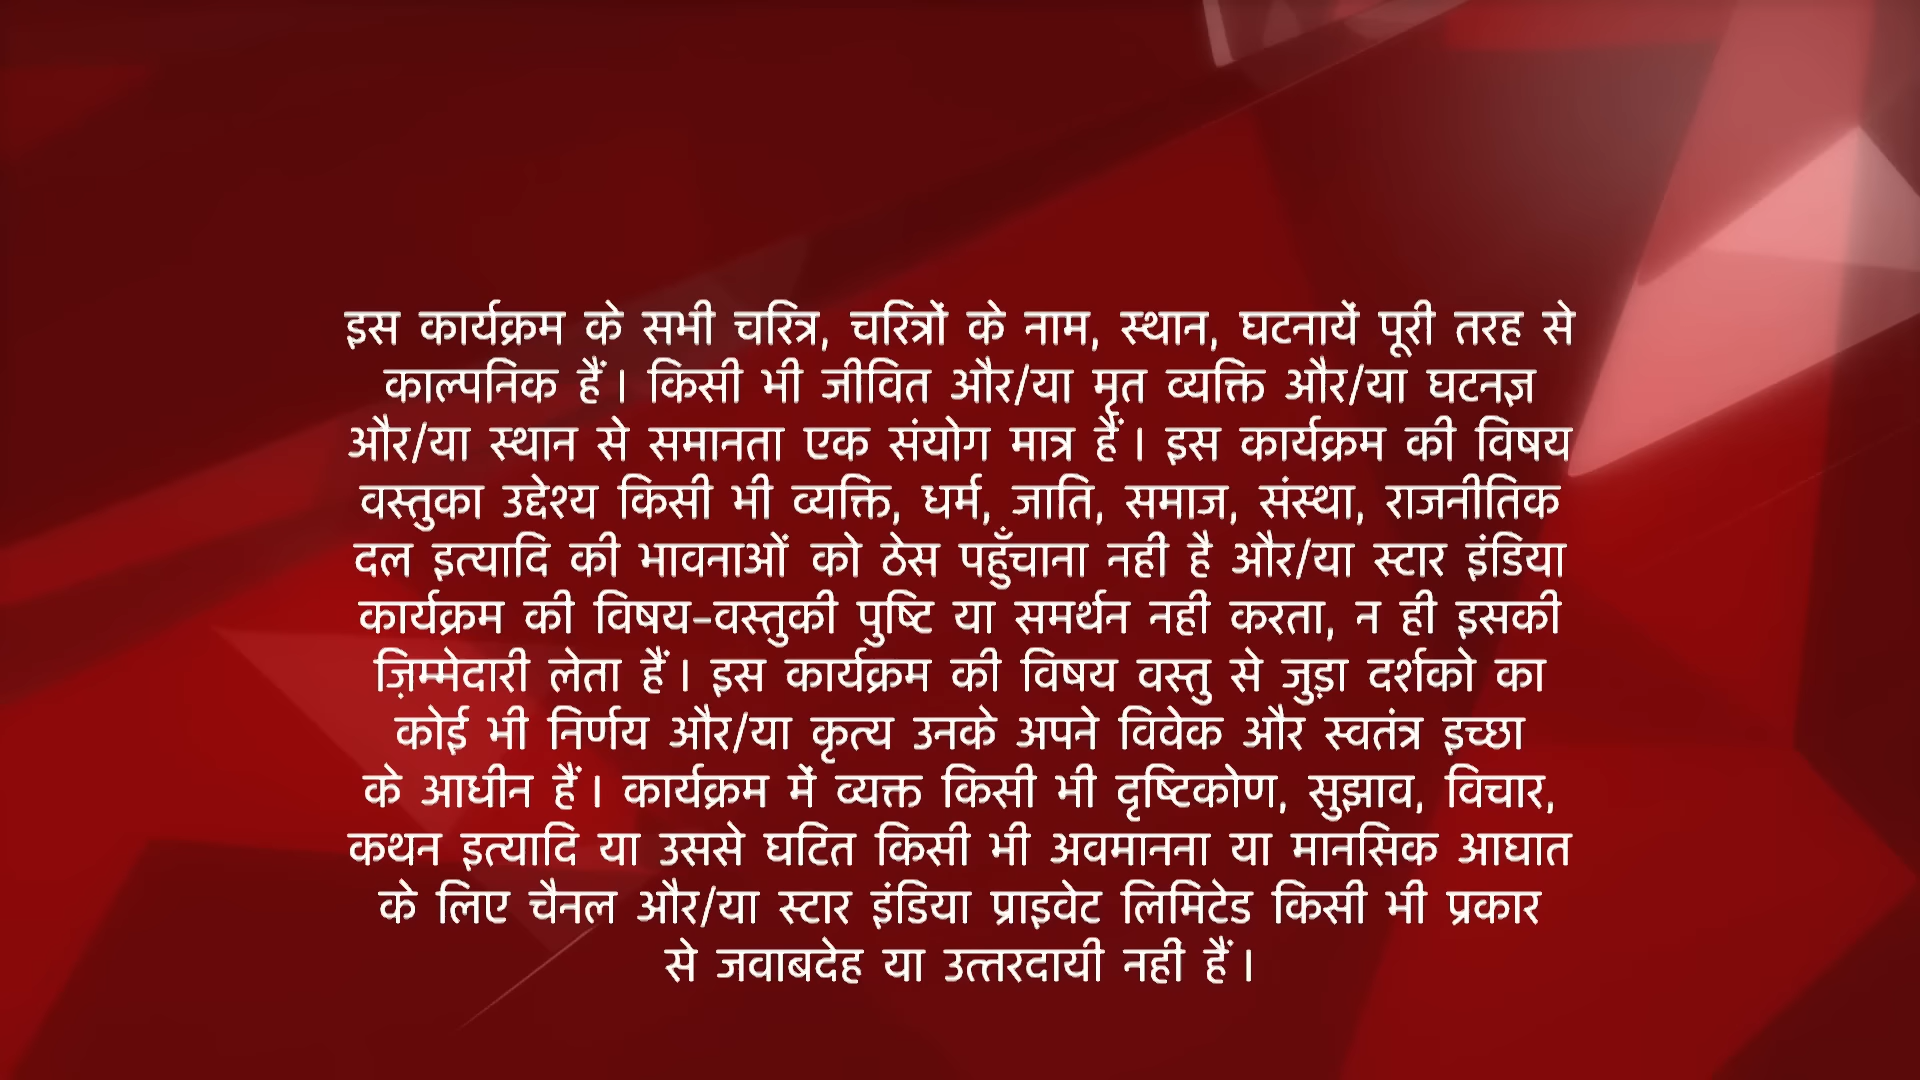 इस कार्यक्रम के सभी चरित्र, चरित्रों के नाम, स्थान, घटनायें पूरी तरह से
काल्पनिक हैं। किसी भी जीवित और/या मृत व्यक्ति और/या घटनज्ञ
और/या स्थान से समानता एक संयोग मात्र हैं। इस कार्यक्रम की विषय
वस्तुका उद्देश्य किसी भी व्यक्ति, धर्म, जाति, समाज, संस्था, राजनीतिक
दल इत्यादि की भावनाओं को ठेस पहुँचाना नही है और/या स्टार इंडिया
कार्यक्रम की विषय-वस्तुकी पुष्टि या समर्थन नही करता, न ही इसकी
ज़िम्मेदारी लेता हैं। इस कार्यक्रम की विषय वस्तु से जुड़ा दर्शको का
कोई भी निर्णय और/या कृत्य उनके अपने विवेक और स्वतंत्र इच्छा
के आधीन हैं। कार्यक्रम में व्यक्त किसी भी दृष्टिकोण, सुझाव, विचार,
कथन इत्यादि या उससे घटित किसी भी अवमानना या मानसिक आघात
के लिए चैनल और/या स्टार इंडिया प्राइवेट लिमिटेड किसी भी प्रकार
से जवाबदेह या उत्तरदायी नही हैं।